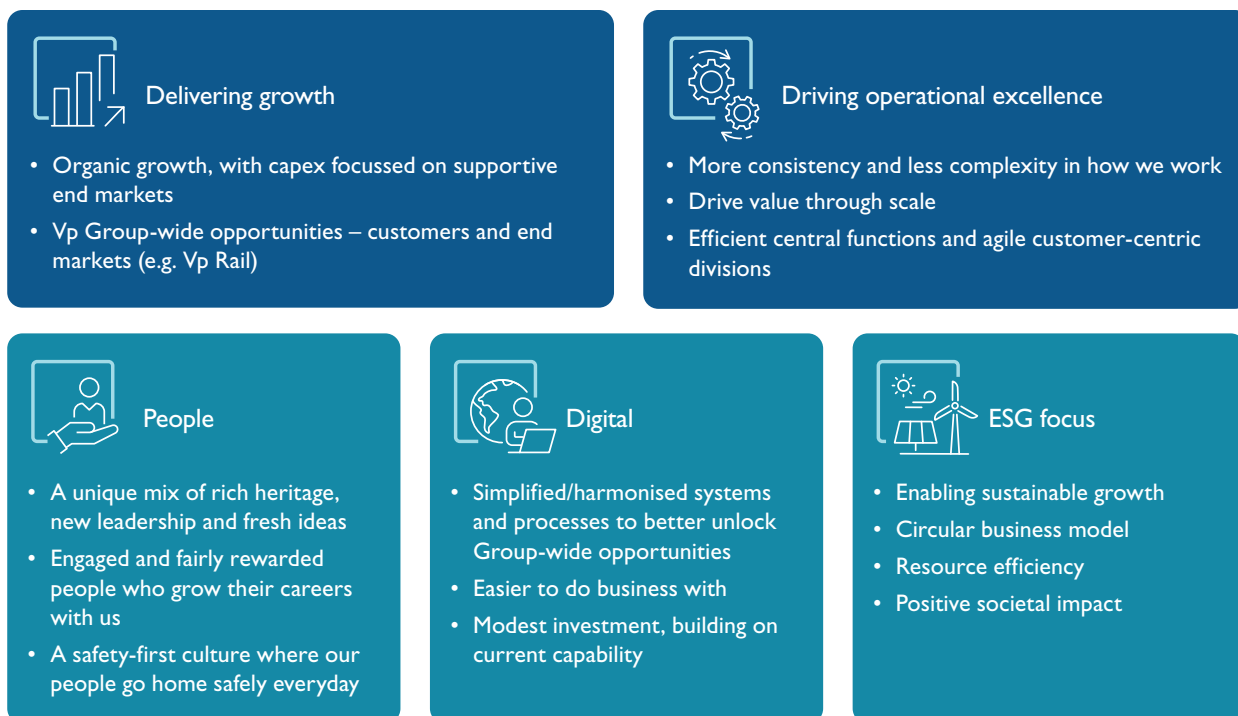 Delivering growth
• Organic growth, with capex focussed on supportive
end markets
• Vp Group-wide opportunities – customers and end
markets (e.g. Vp Rail)
Driving operational excellence
• More consistency and less complexity in how we work
• Drive value through scale
• Efficient central functions and agile customer-centric
divisions
People
• A unique mix of rich heritage,
new leadership and fresh ideas
• Engaged and fairly rewarded
people who grow their careers
with us
• A safety-first culture where our
people go home safely everyday
Digital
• Simplified/harmonised systems
and processes to better unlock
Group-wide opportunities
• Easier to do business with
• Modest investment, building on
current capability
ESG focus
• Enabling sustainable growth
• Circular business model
• Resource efficiency
• Positive societal impact